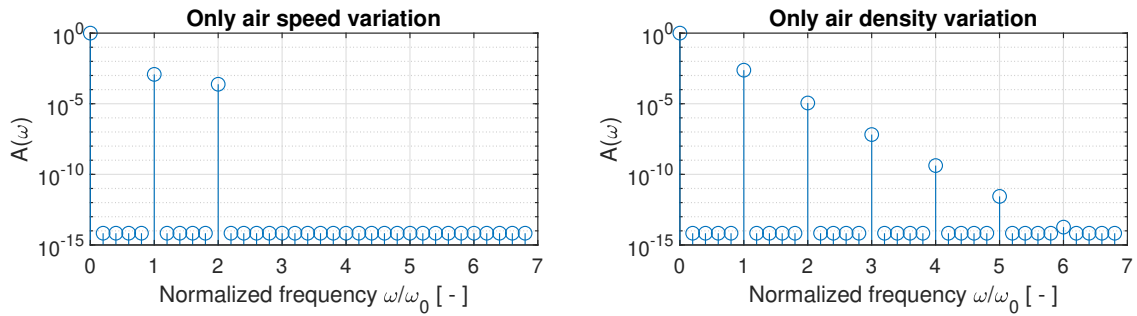 Only air speed variation
10^0
10^-5
10^-10
10^-15
A(ω)
0 1 2 3 4 5 6 7
Normalized frequency ω/ω_0 [ - ]
Only air density variation
10^0
10^-5
10^-10
10^-15
A(ω)
0 1 2 3 4 5 6 7
Normalized frequency ω/ω_0 [ - ]